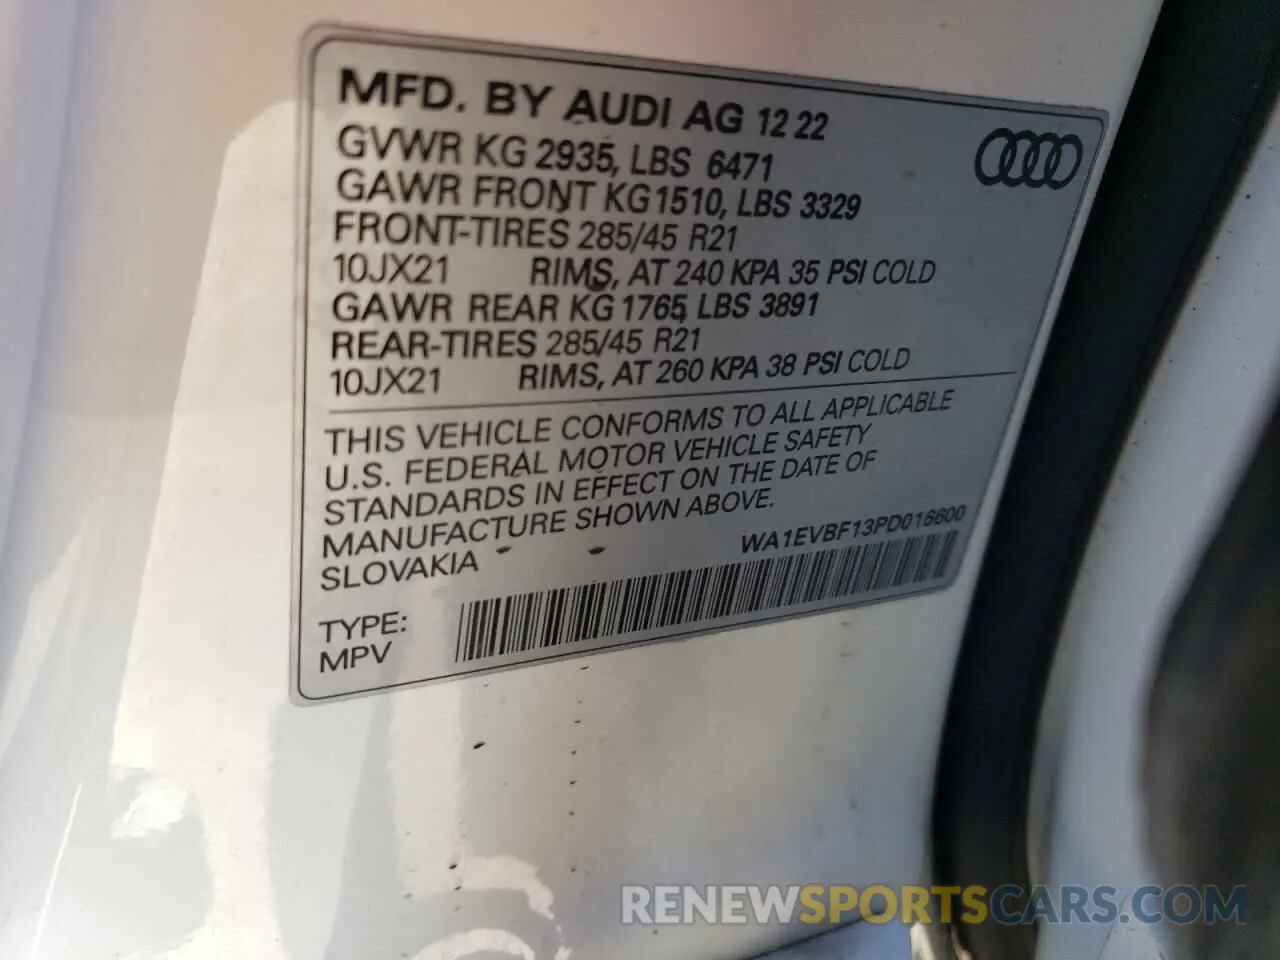 MFD. BY AUDI AG 12 22
GVWR KG 2935, LBS 6471
GAWR FRONT KG 1510, LBS 3329
FRONT-TIRES 285/45 R21
10JX21 RIMS, AT 240 KPA 35 PSI COLD
GAWR REAR KG 1765, LBS 3891
REAR-TIRES 285/45 R21
10JX21 RIMS, AT 260 KPA 38 PSI COLD
THIS VEHICLE CONFORMS TO ALL APPLICABLE
U.S. FEDERAL MOTOR VEHICLE SAFETY
STANDARDS IN EFFECT ON THE DATE OF
MANUFACTURE SHOWN ABOVE.
SLOVAKIA
WA1EVBF13PD016600
TYPE:
MPV
RENEWSPORTSCARS.COM